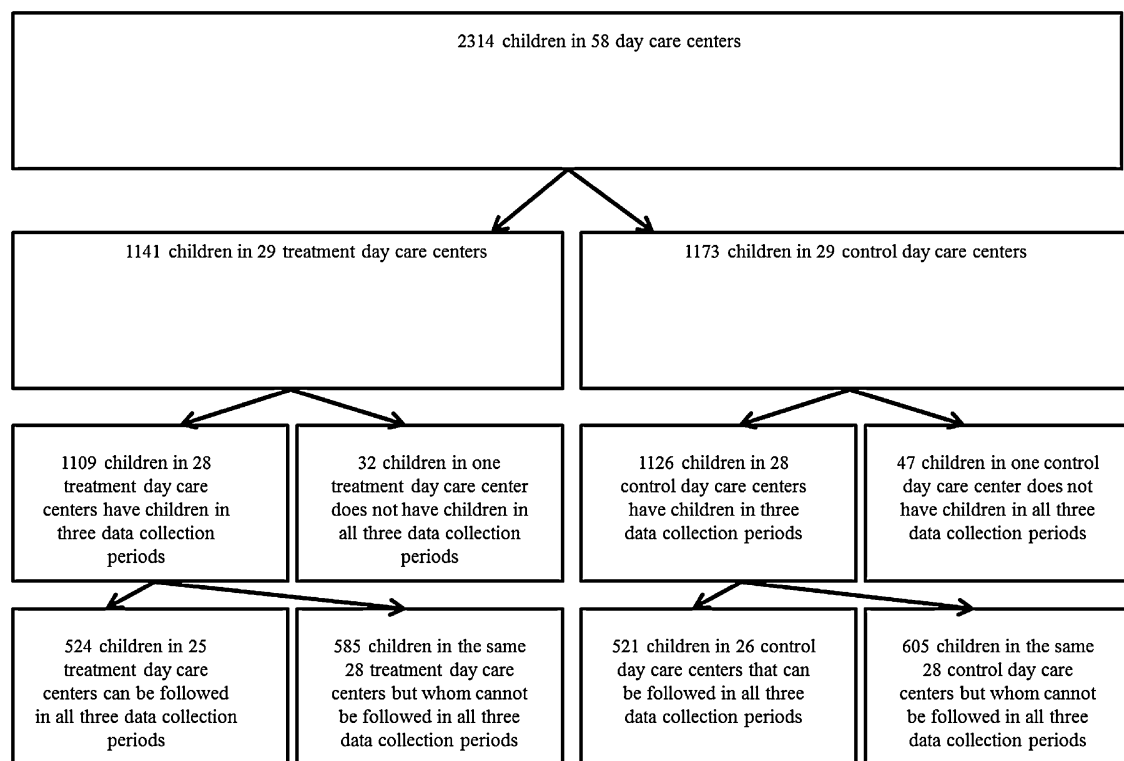 2314 children in 58 day care centers
1141 children in 29 treatment day care centers
1173 children in 29 control day care centers
1109 children in 28
treatment day care
centers have children in
three data collection
periods
32 children in one
treatment day care center
does not have children in
all three data collection
periods
1126 children in 28
control day care centers
have children in three
data collection periods
47 children in one control
day care center does not
have children in all three
data collection periods
524 children in 25
treatment day care
centers can be followed
in all three data collection
periods
585 children in the same
28 treatment day care
centers but whom cannot
be followed in all three
data collection periods
521 children in 26 control
day care centers that can
be followed in all three
data collection periods
605 children in the same
28 control day care
centers but whom cannot
be followed in all three
data collection periods